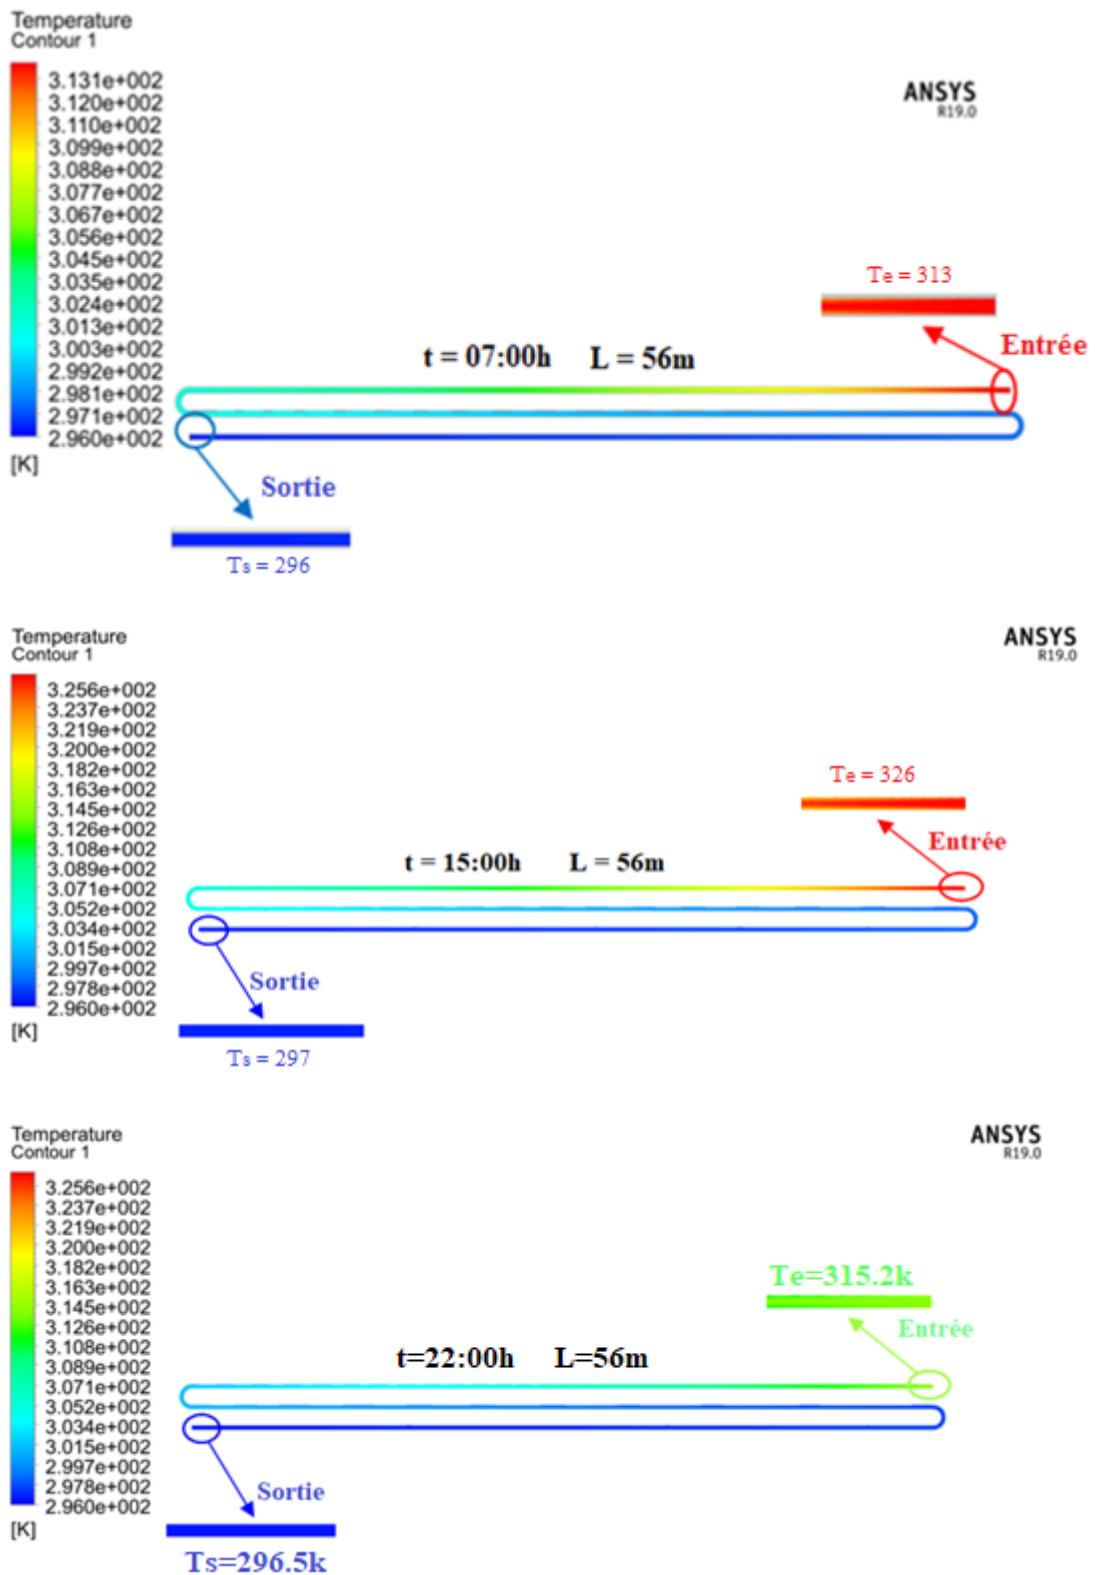 Temperature
Contour 1
3.131e+002
3.120e+002
3.110e+002
3.099e+002
3.088e+002
3.077e+002
3.067e+002
3.056e+002
3.045e+002
3.035e+002
3.024e+002
3.013e+002
3.003e+002
2.992e+002
2.981e+002
2.971e+002
2.960e+002
[K]
ANSYS
R19.0
Te = 313
Entrée
t = 07:00h L = 56m
Sortie
Ts = 296
Temperature
Contour 1
3.256e+002
3.237e+002
3.219e+002
3.200e+002
3.182e+002
3.163e+002
3.145e+002
3.126e+002
3.108e+002
3.089e+002
3.071e+002
3.052e+002
3.034e+002
3.015e+002
2.997e+002
2.978e+002
2.960e+002
[K]
ANSYS
R19.0
Te = 326
Entrée
t = 15:00h L = 56m
Sortie
Ts = 297
Temperature
Contour 1
3.256e+002
3.237e+002
3.219e+002
3.200e+002
3.182e+002
3.163e+002
3.145e+002
3.126e+002
3.108e+002
3.089e+002
3.071e+002
3.052e+002
3.034e+002
3.015e+002
2.997e+002
2.978e+002
2.960e+002
[K]
ANSYS
R19.0
Te=315.2k
Entrée
t=22:00h L=56m
Sortie
Ts=296.5k